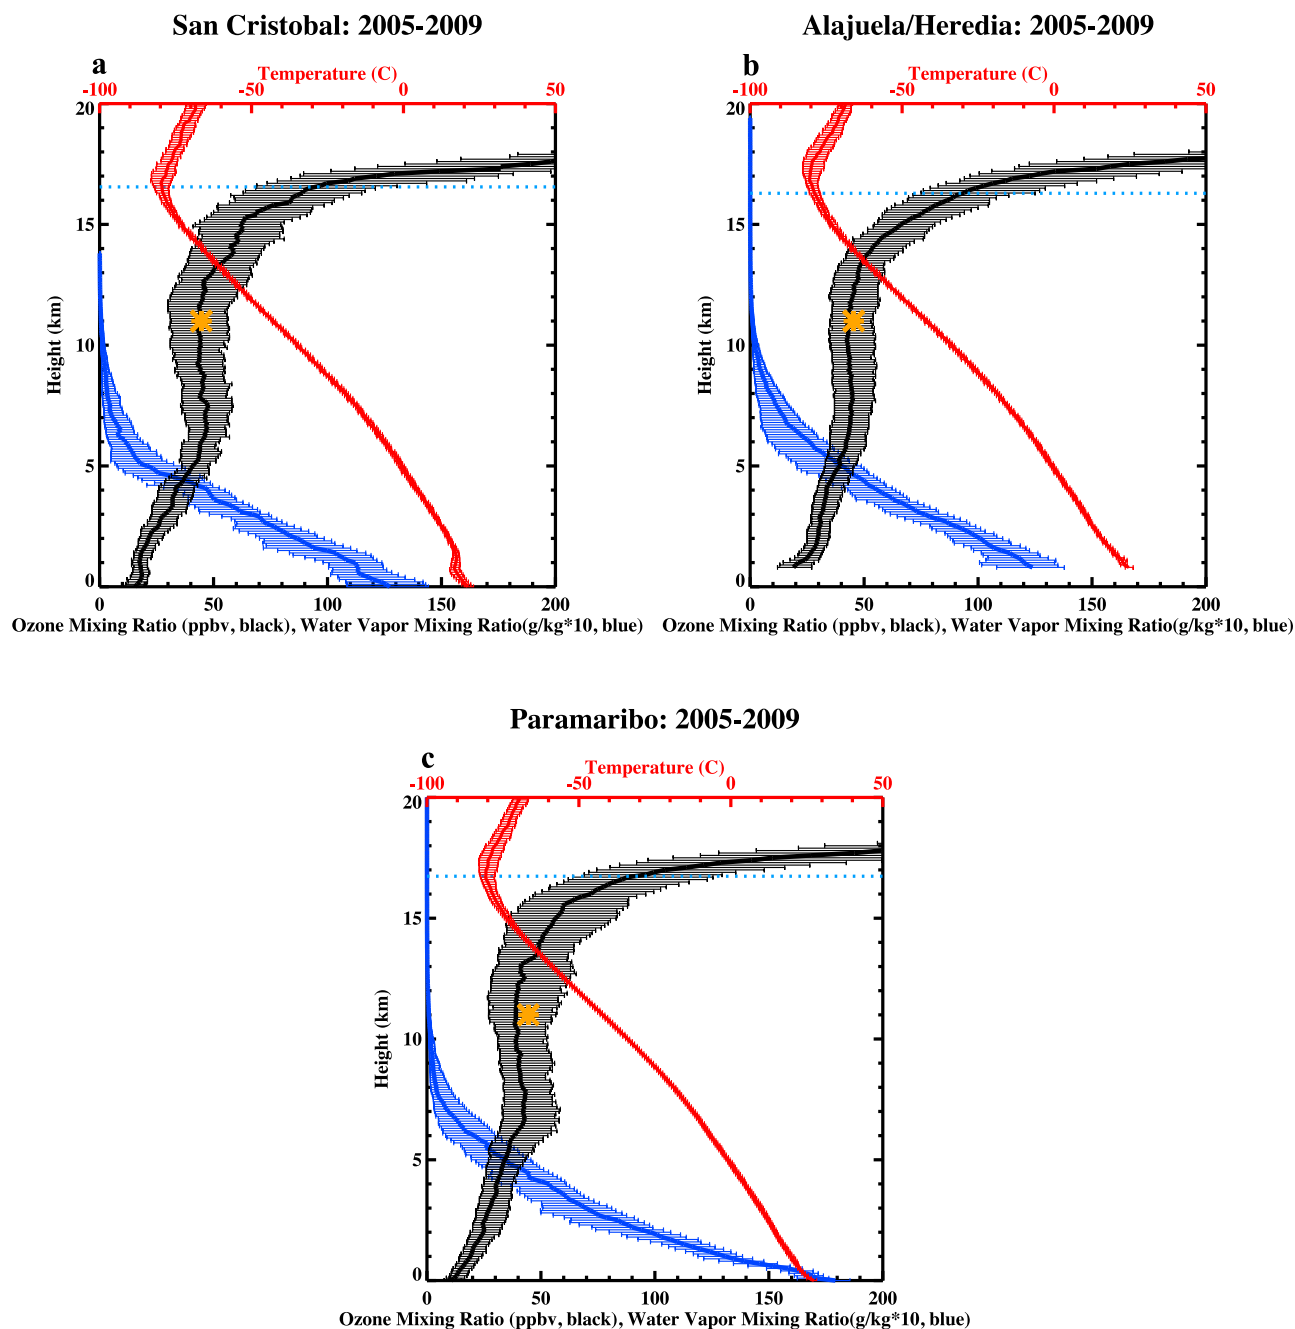 San Cristobal: 2005-2009
a
Temperature (C)
-100 -50 0 50
20
15
10
5
0
Height (km)
0 50 100 150 200
Ozone Mixing Ratio (ppbv, black), Water Vapor Mixing Ratio(g/kg*10, blue)
Alajuela/Heredia: 2005-2009
b
Temperature (C)
-100 -50 0 50
20
15
10
5
0
Height (km)
0 50 100 150 200
Ozone Mixing Ratio (ppbv, black), Water Vapor Mixing Ratio(g/kg*10, blue)
Paramaribo: 2005-2009
c
Temperature (C)
-100 -50 0 50
20
15
10
5
0
Height (km)
0 50 100 150 200
Ozone Mixing Ratio (ppbv, black), Water Vapor Mixing Ratio(g/kg*10, blue)